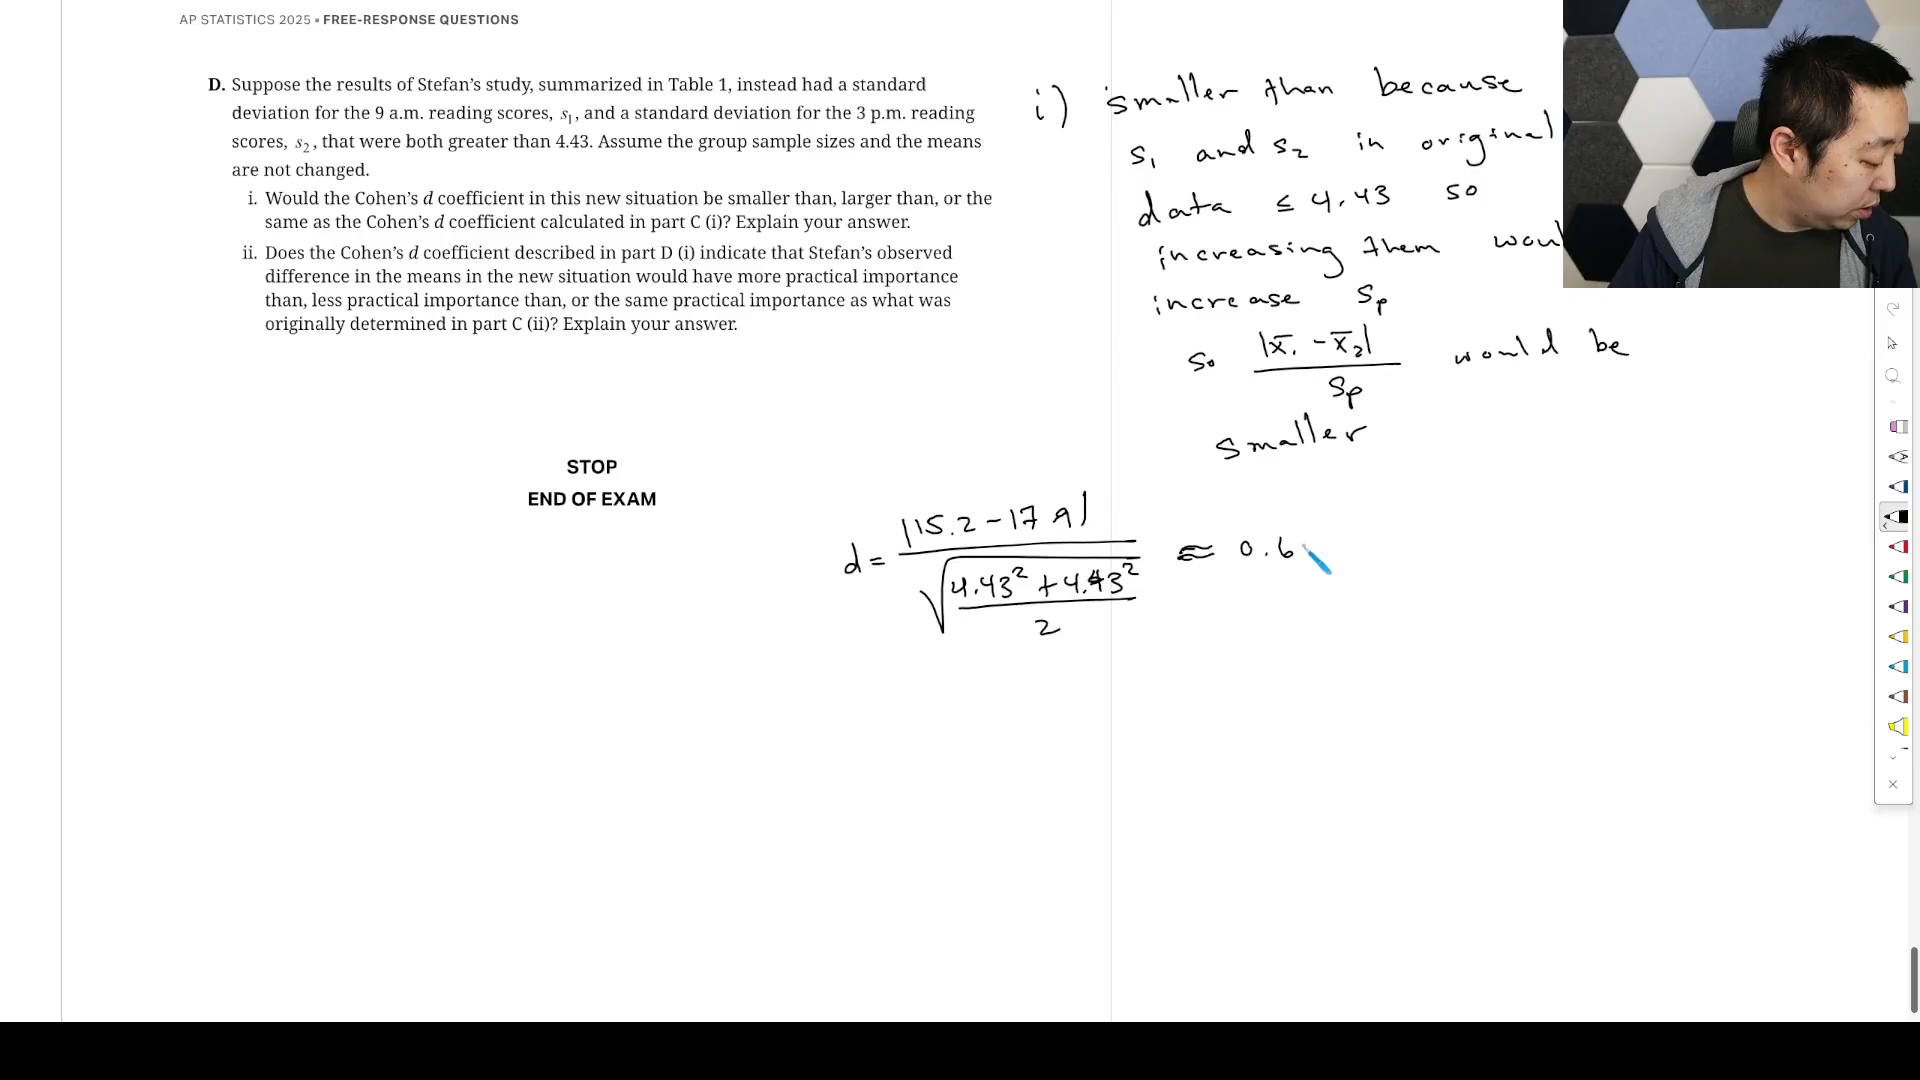 AP STATISTICS 2025 ▪ FREE-RESPONSE QUESTIONS
D. Suppose the results of Stefan’s study, summarized in Table 1, instead had a standard
deviation for the 9 a.m. reading scores, s₁, and a standard deviation for the 3 p.m. reading
scores, s₂, that were both greater than 4.43. Assume the group sample sizes and the means
are not changed.
i. Would the Cohen’s d coefficient in this new situation be smaller than, larger than, or the
same as the Cohen’s d coefficient calculated in part C (i)? Explain your answer.
ii. Does the Cohen’s d coefficient described in part D (i) indicate that Stefan’s observed
difference in the means in the new situation would have more practical importance
than, less practical importance than, or the same practical importance as what was
originally determined in part C (ii)? Explain your answer.
STOP
END OF EXAM
i) smaller than because
s₁ and s₂ in original
data ≤ 4.43 so
increasing them woul
increase Sp
so |x̄₁ - x̄₂| / Sp would be
smaller
d = |15.2 - 17.9| / √((4.43² + 4.43²) / 2) ≈ 0.6